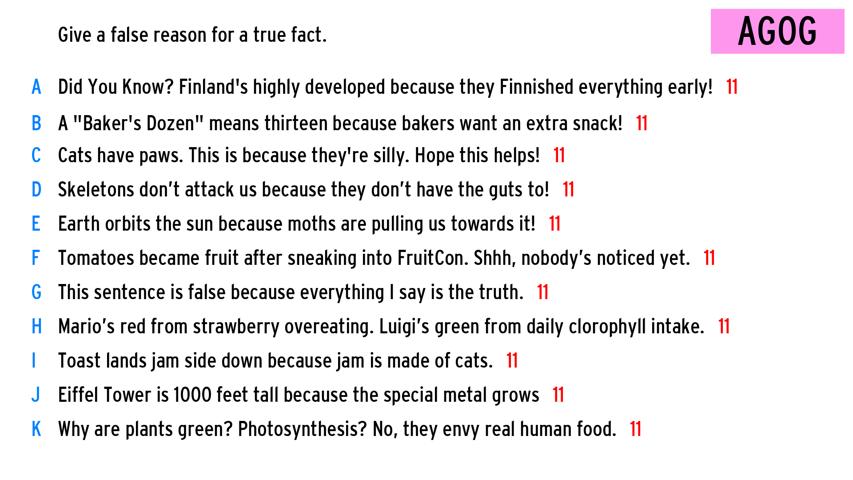 Give a false reason for a true fact.
AGOG
A Did You Know? Finland's highly developed because they Finnished everything early! 11
B A "Baker's Dozen" means thirteen because bakers want an extra snack! 11
C Cats have paws. This is because they're silly. Hope this helps! 11
D Skeletons don’t attack us because they don’t have the guts to! 11
E Earth orbits the sun because moths are pulling us towards it! 11
F Tomatoes became fruit after sneaking into FruitCon. Shhh, nobody’s noticed yet. 11
G This sentence is false because everything I say is the truth. 11
H Mario’s red from strawberry overeating. Luigi’s green from daily clorophyll intake. 11
I Toast lands jam side down because jam is made of cats. 11
J Eiffel Tower is 1000 feet tall because the special metal grows 11
K Why are plants green? Photosynthesis? No, they envy real human food. 11